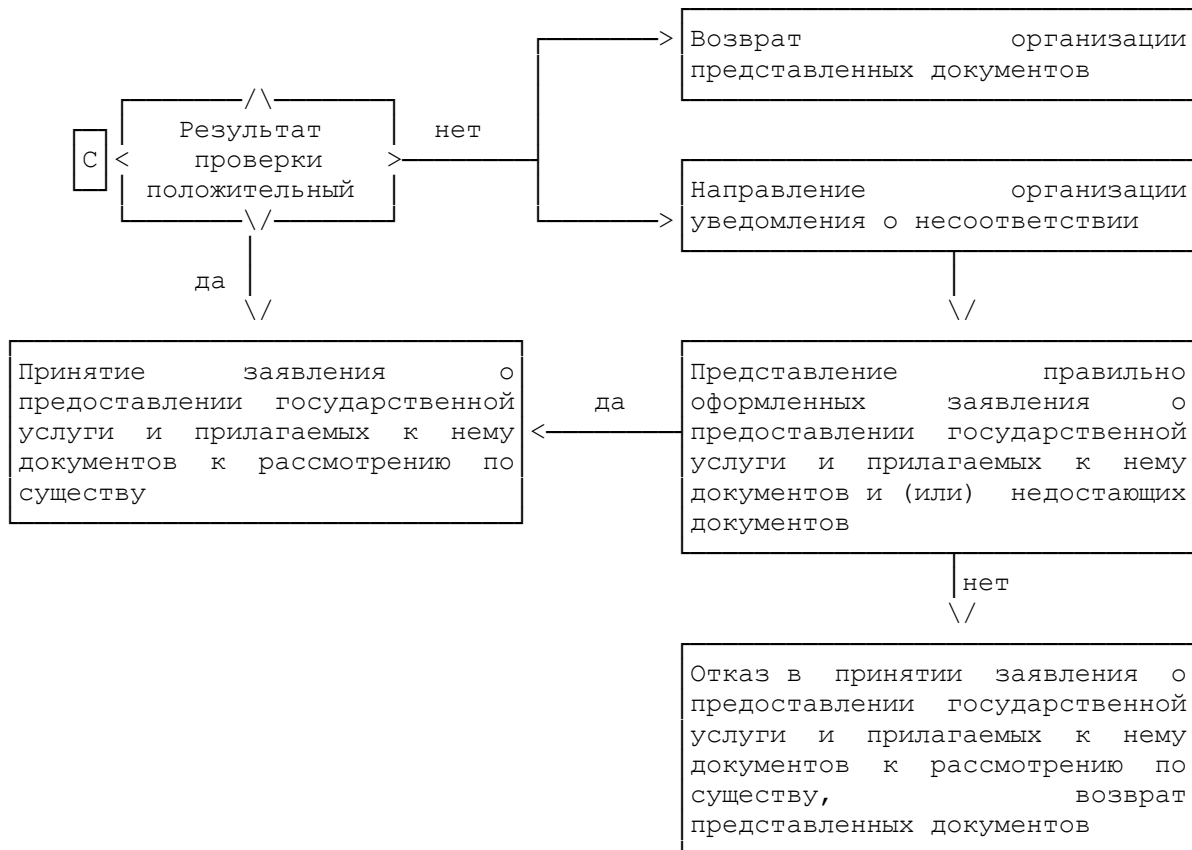 Возврат организации
представленных документов
Результат
проверки
положительный
С
нет
Направление организации
уведомления о несоответствии
да
Принятие заявления о
предоставлении государственной
услуги и прилагаемых к нему
документов к рассмотрению по
существу
да
Представление правильно
оформленных заявления о
предоставлении государственной
услуги и прилагаемых к нему
документов и (или) недостающих
документов
нет
Отказ в принятии заявления о
предоставлении государственной
услуги и прилагаемых к нему
документов к рассмотрению по
существу, возврат
представленных документов